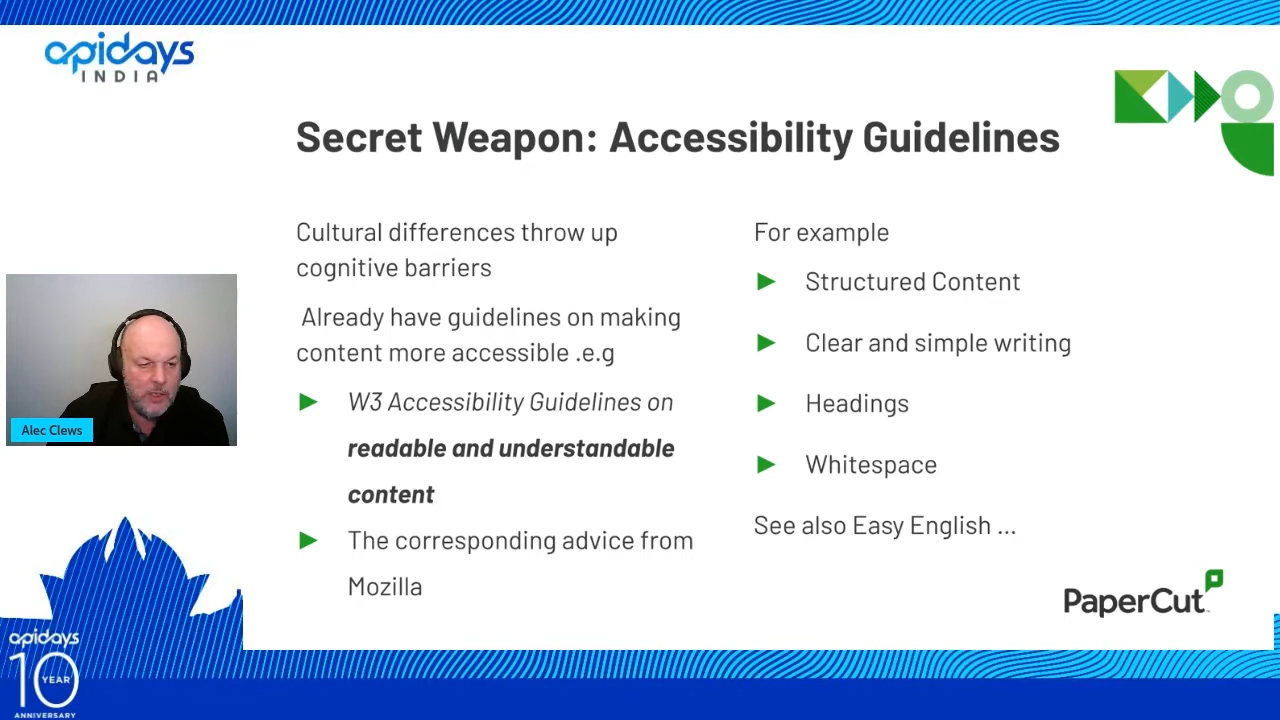 apidays
INDIA
Secret Weapon: Accessibility Guidelines
Cultural differences throw up
cognitive barriers
Already have guidelines on making
content more accessible .e.g
W3 Accessibility Guidelines on
readable and understandable
content
The corresponding advice from
Mozilla
For example
Structured Content
Clear and simple writing
Headings
Whitespace
See also Easy English ...
Alec Clews
PaperCut
apidays
10
YEAR
ANNIVERSARY